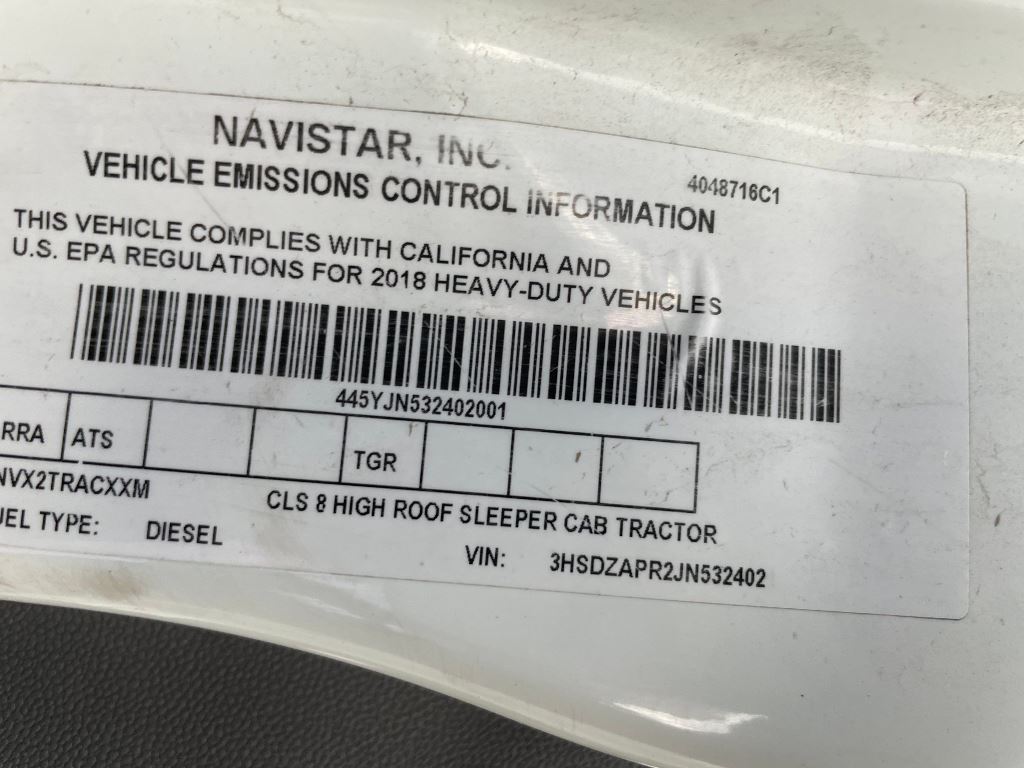 NAVISTAR, INC.
4048716C1
VEHICLE EMISSIONS CONTROL INFORMATION
THIS VEHICLE COMPLIES WITH CALIFORNIA AND
U.S. EPA REGULATIONS FOR 2018 HEAVY-DUTY VEHICLES
445YJN532402001
RRA ATS TGR
NVX2TRACXXM CLS 8 HIGH ROOF SLEEPER CAB TRACTOR
UEL TYPE: DIESEL VIN: 3HSDZAPR2JN532402